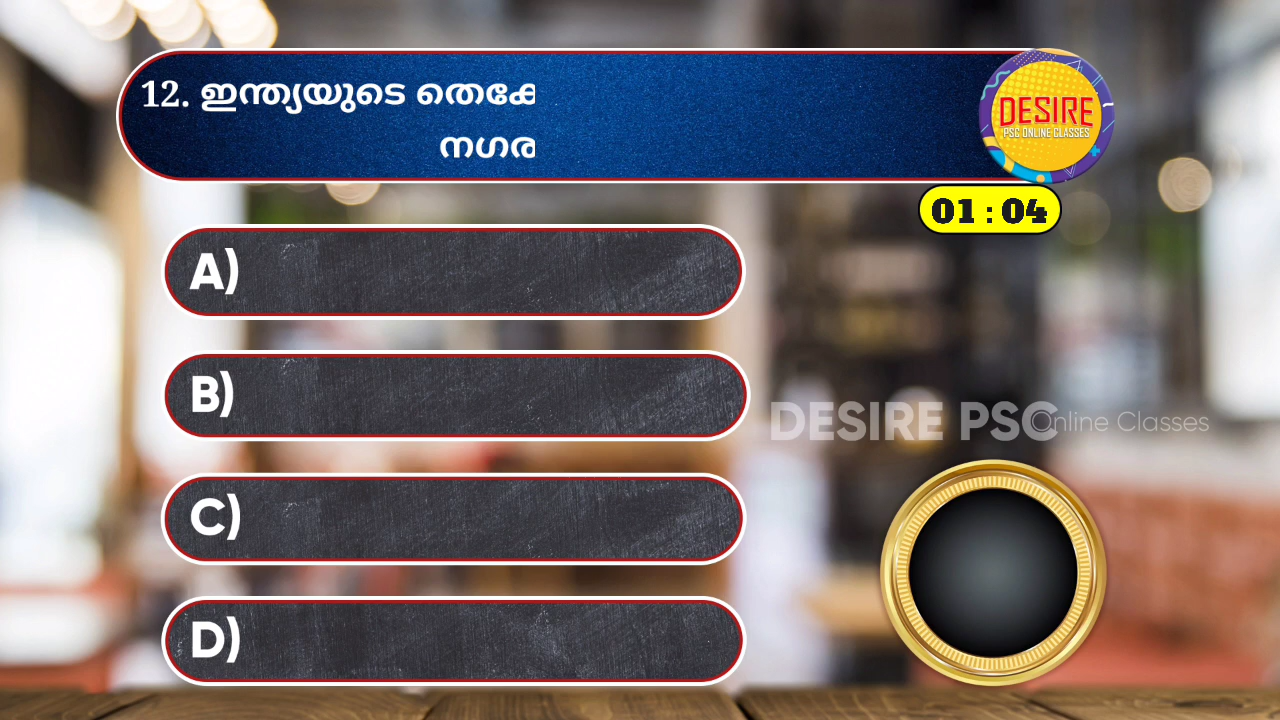 12. ഇന്ത്യയുടെ തെക്കേ
നഗര
DESIRE
PSC ONLINE CLASSES
01 : 04
A)
B)
DESIRE PSC Online Classes
C)
D)